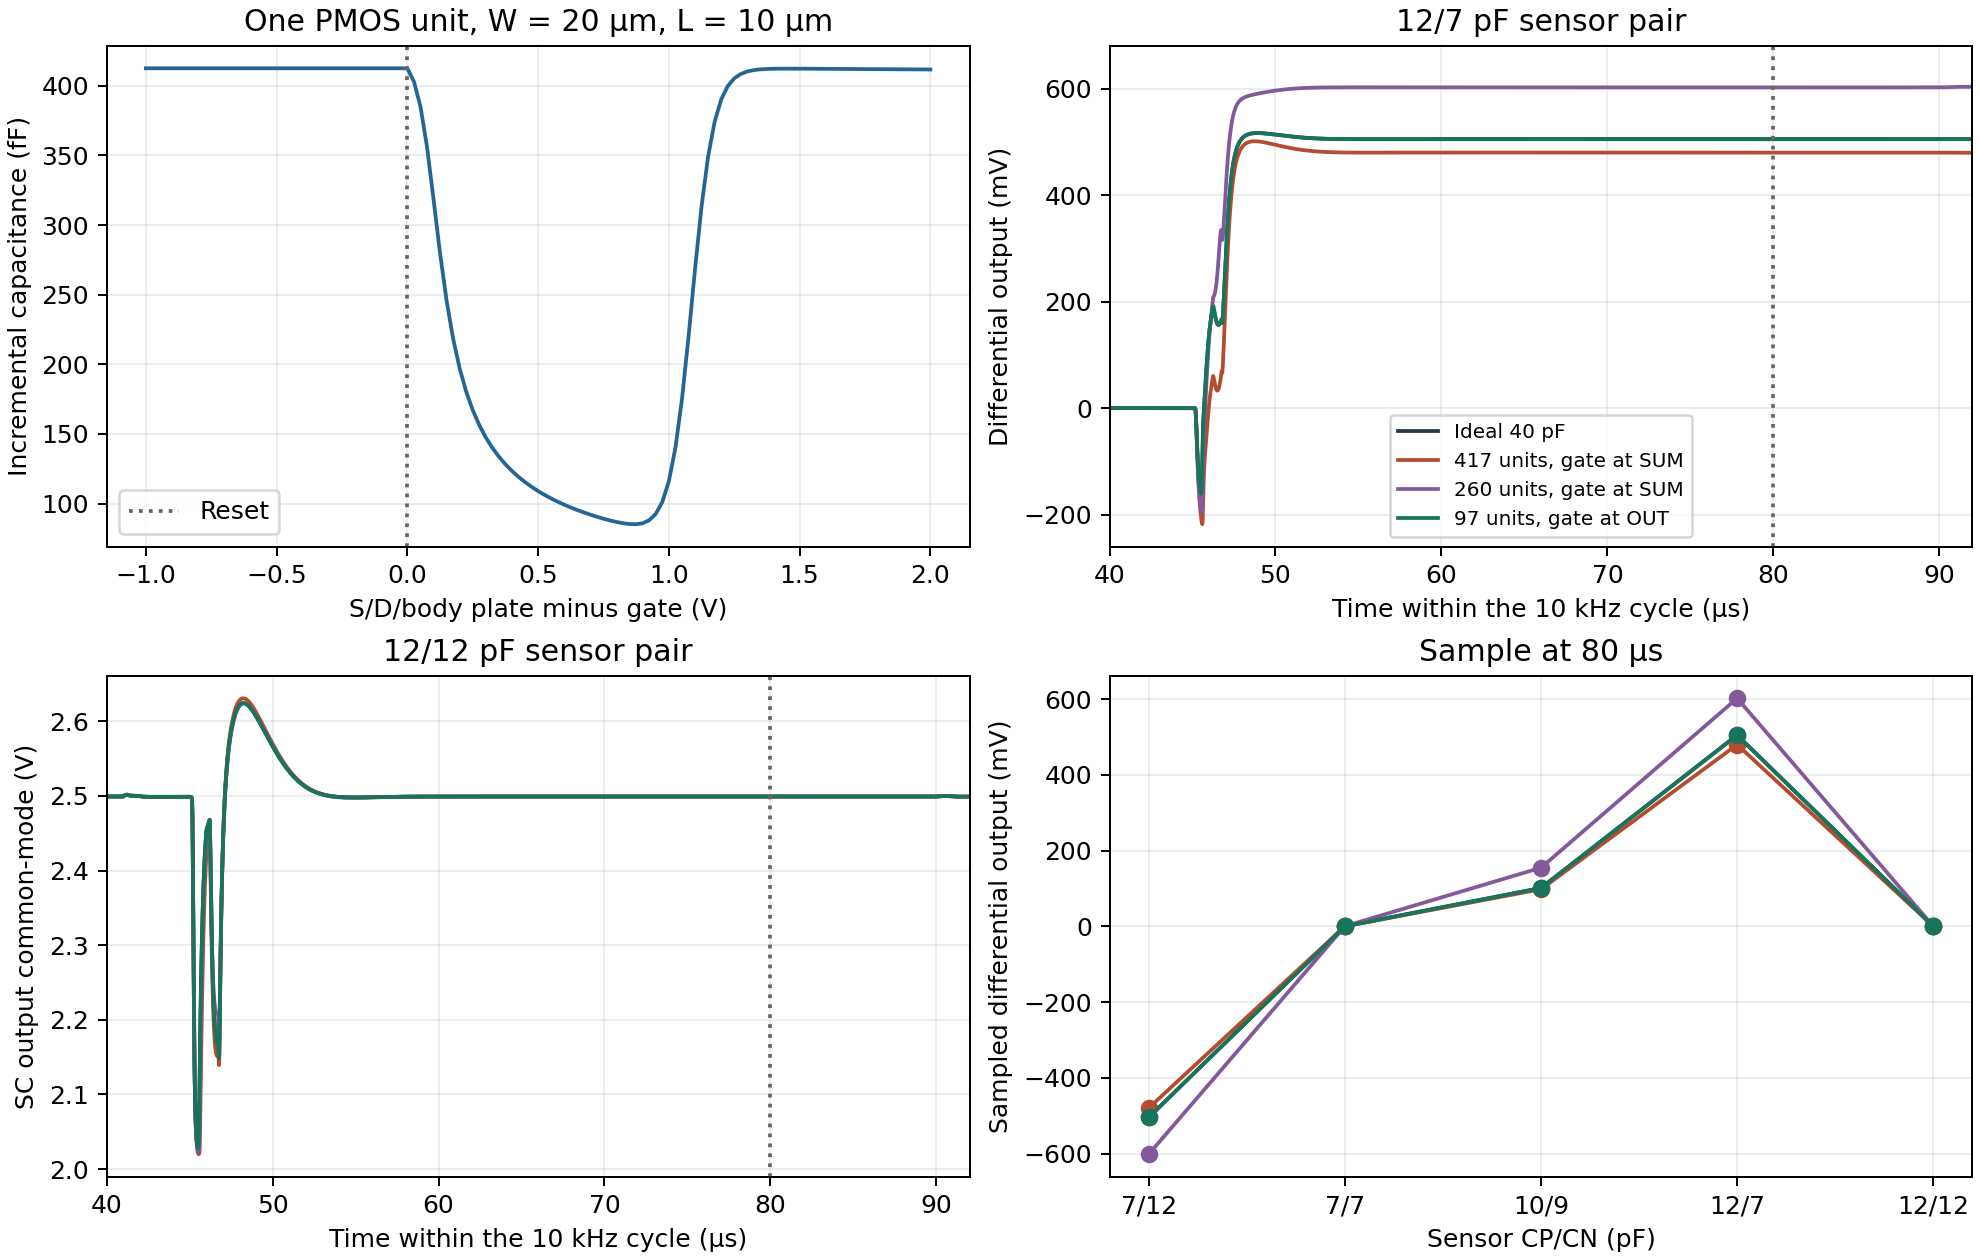 One PMOS unit, W = 20 µm, L = 10 µm
Incremental capacitance (fF)
400
350
300
250
200
150
100
Reset
−1.0 −0.5 0.0 0.5 1.0 1.5 2.0
S/D/body plate minus gate (V)
12/7 pF sensor pair
Differential output (mV)
600
400
200
0
−200
Ideal 40 pF
417 units, gate at SUM
260 units, gate at SUM
97 units, gate at OUT
40 50 60 70 80 90
Time within the 10 kHz cycle (µs)
12/12 pF sensor pair
SC output common-mode (V)
2.6
2.5
2.4
2.3
2.2
2.1
2.0
40 50 60 70 80 90
Time within the 10 kHz cycle (µs)
Sample at 80 µs
Sampled differential output (mV)
600
400
200
0
−200
−400
−600
7/12 7/7 10/9 12/7 12/12
Sensor CP/CN (pF)